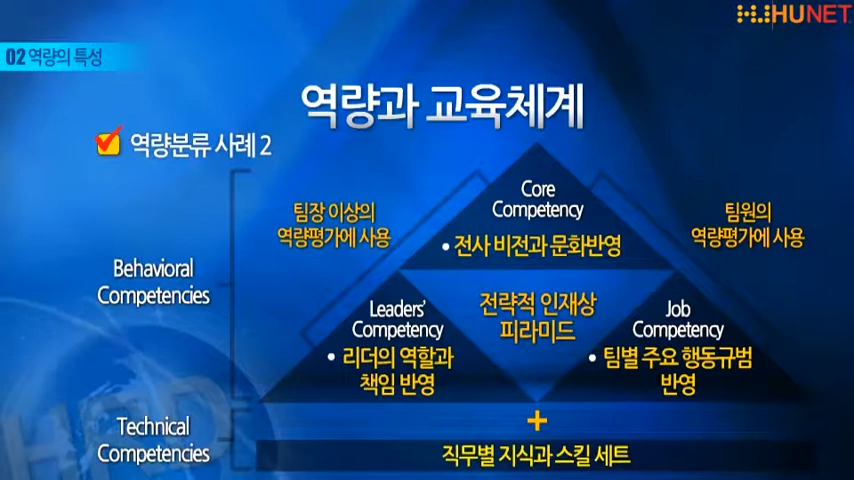 HUNET
02 역량의 특성
역량과 교육체계
역량분류 사례 2
Core
Competency
• 전사 비전과 문화반영
팀장 이상의
역량평가에 사용
팀원의
역량평가에 사용
Behavioral
Competencies
Leaders'
Competency
• 리더의 역할과
책임 반영
전략적 인재상
피라미드
Job
Competency
• 팀별 주요 행동규범
반영
Technical
Competencies
+
직무별 지식과 스킬 세트
HRD